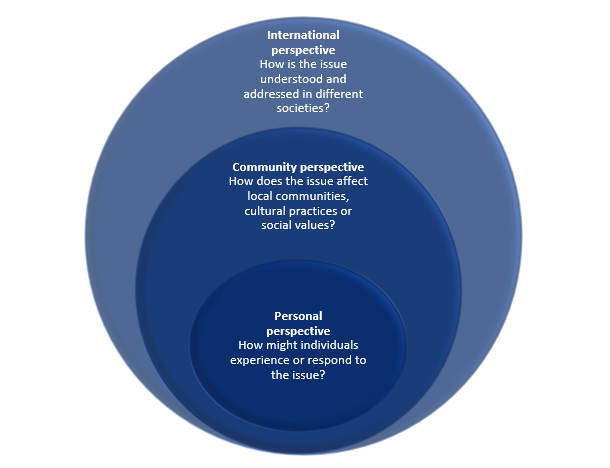 International
perspective
How is the issue
understood and
addressed in different
societies?
Community perspective
How does the issue affect
local communities,
cultural practices or
social values?
Personal
perspective
How might individuals
experience or respond to
the issue?